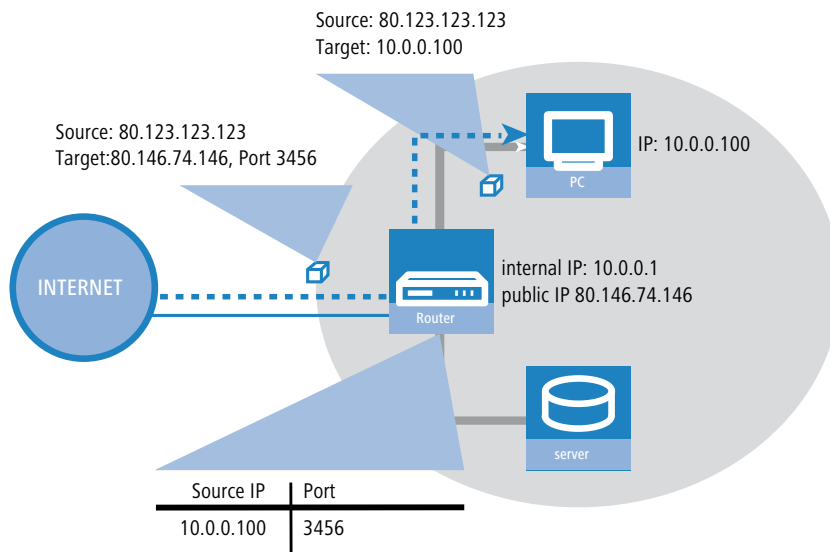 Source: 80.123.123.123
Target: 10.0.0.100
Source: 80.123.123.123
Target:80.146.74.146, Port 3456
IP: 10.0.0.100
PC
INTERNET
internal IP: 10.0.0.1
public IP 80.146.74.146
Router
server
Source IP Port
10.0.0.100 3456